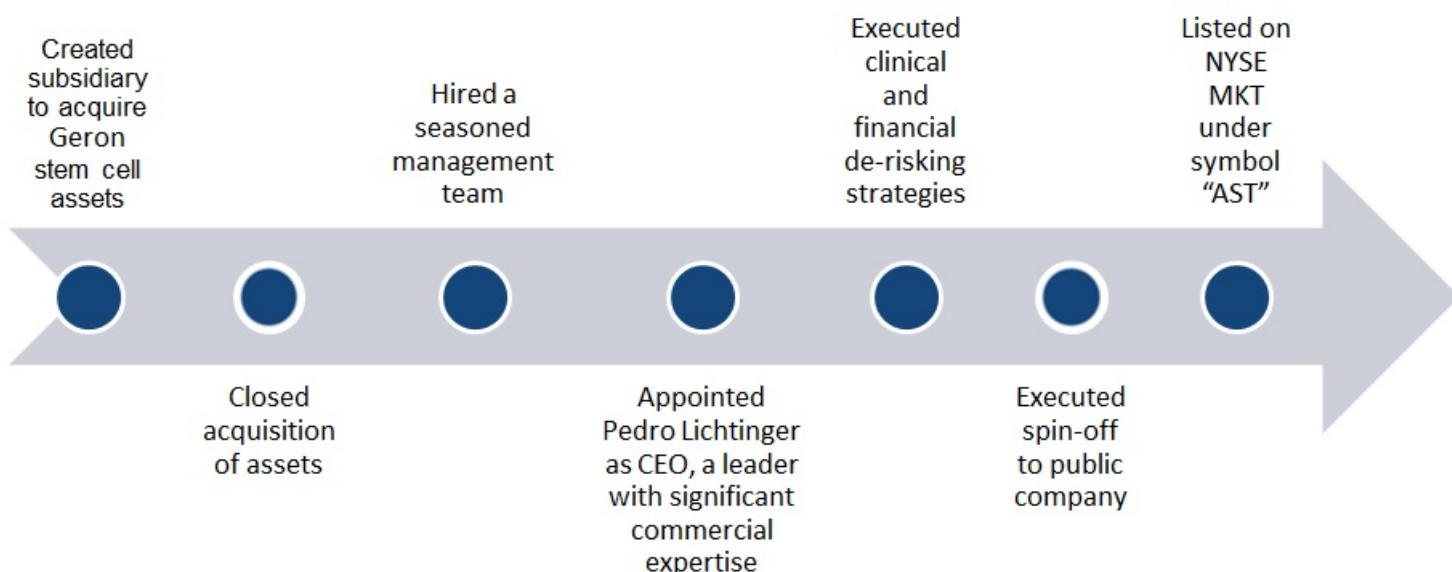 Created
subsidiary
to acquire
Geron
stem cell
assets
Closed
acquisition
of assets
Hired a
seasoned
management
team
Appointed
Pedro Lichtinger
as CEO, a leader
with significant
commercial
expertise
Executed
clinical
and
financial
de-risking
strategies
Executed
spin-off
to public
company
Listed on
NYSE
MKT
under
symbol
“AST”